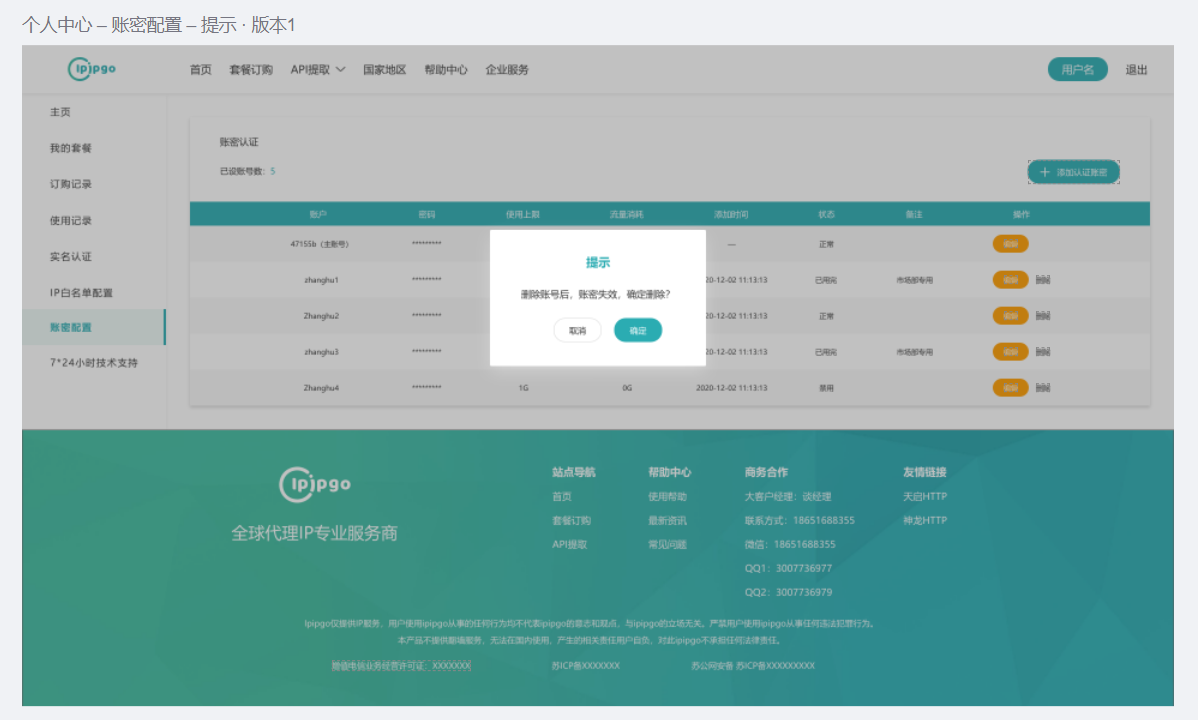 个人中心 – 账密配置 – 提示 · 版本1
ipipgo 首页 套餐订购 API提取 国家地区 帮助中心 企业服务 用户名 退出
主页
我的套餐
订购记录
使用记录
实名认证
IP白名单配置
账密配置
7*24小时技术支持
账密认证
已设账号数: 5
+ 添加认证账密
账户 密码 使用上限 流量消耗 添加时间 状态 备注 操作
47155b（主账号） ********* — 正常
zhanghu1 ********* 20-12-02 11:13:13 已用完 市场部专用
Zhanghu2 ********* 20-12-02 11:13:13 正常
zhanghu3 ********* 20-12-02 11:13:13 已用完 市场部专用
Zhanghu4 ********* 1G 0G 2020-12-02 11:13:13 禁用
提示
删除账号后，账密失效，确定删除？
取消 确定
ipipgo
全球代理IP专业服务商
站点导航
首页
套餐订购
API提取
帮助中心
使用帮助
最新资讯
常见问题
商务合作
大客户经理：谈经理
联系方式：18651688355
微信：18651688355
QQ1：3007736977
QQ2：3007736979
友情链接
天启HTTP
神龙HTTP
Ipipgo仅提供IP服务，用户使用ipipgo从事的任何行为均不代表ipipgo的意志和观点，与ipipgo的立场无关。严禁用户使用ipipgo从事任何违法犯罪行为。
本产品不提供翻墙服务，无法在国内使用，产生的相关责任用户自负，对此ipipgo不承担任何法律责任。
增值电信业务经营许可证：XXXXXXX 苏ICP备XXXXXXX 苏公网安备 苏ICP备XXXXXXXXX